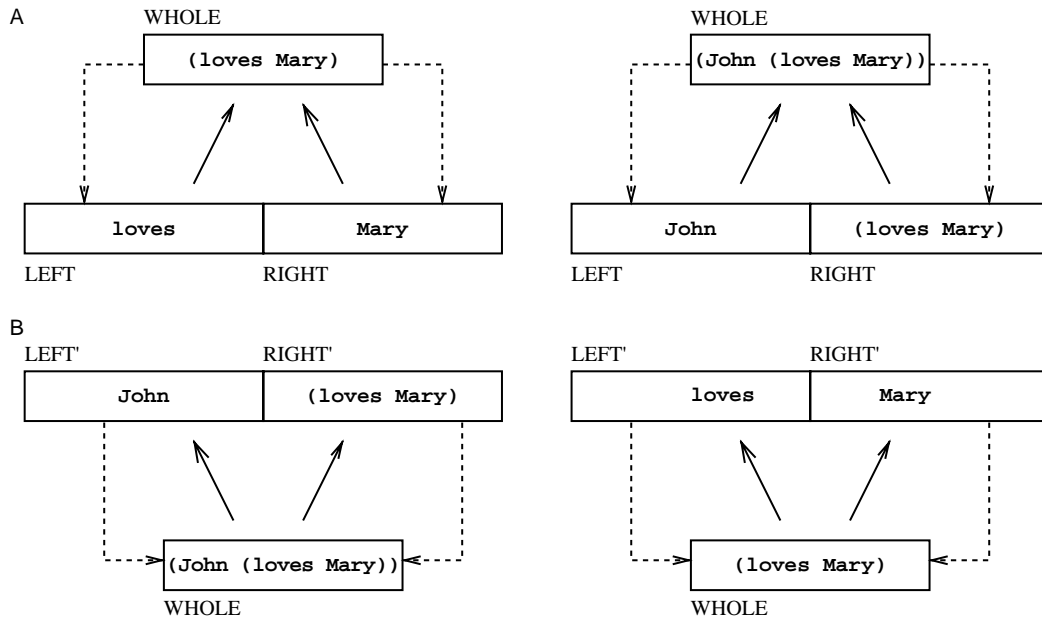 A
WHOLE WHOLE
(loves Mary) (John (loves Mary))
loves Mary John (loves Mary)
LEFT RIGHT LEFT RIGHT
B
LEFT' RIGHT' LEFT' RIGHT'
John (loves Mary) loves Mary
(John (loves Mary)) (loves Mary)
WHOLE WHOLE